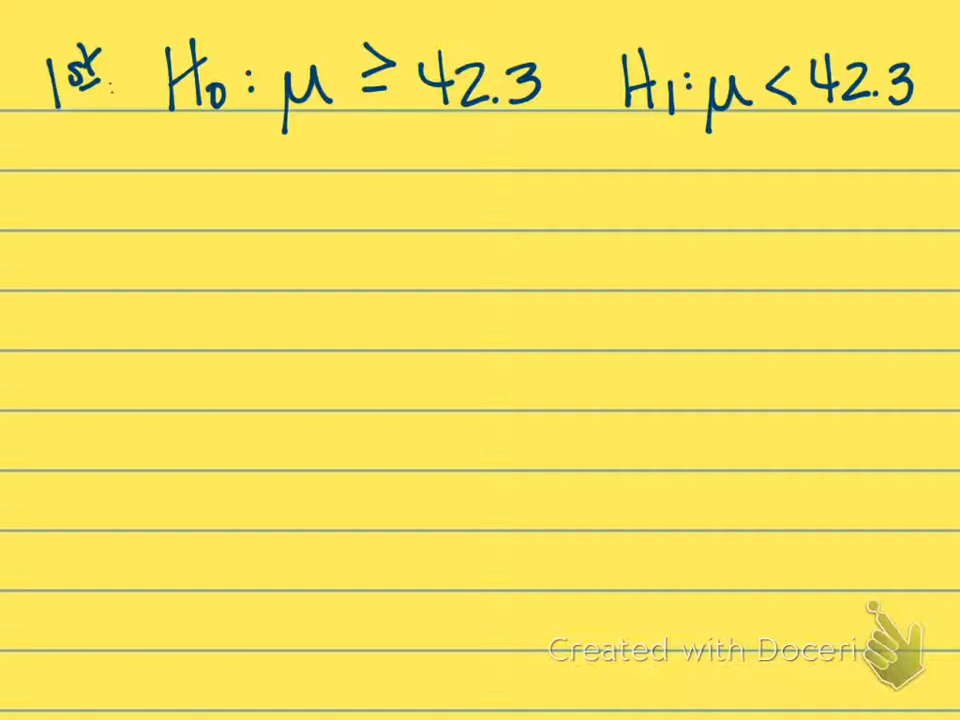 1st. H₀: μ ≥ 42.3 H₁: μ < 42.3
Created with Doceri